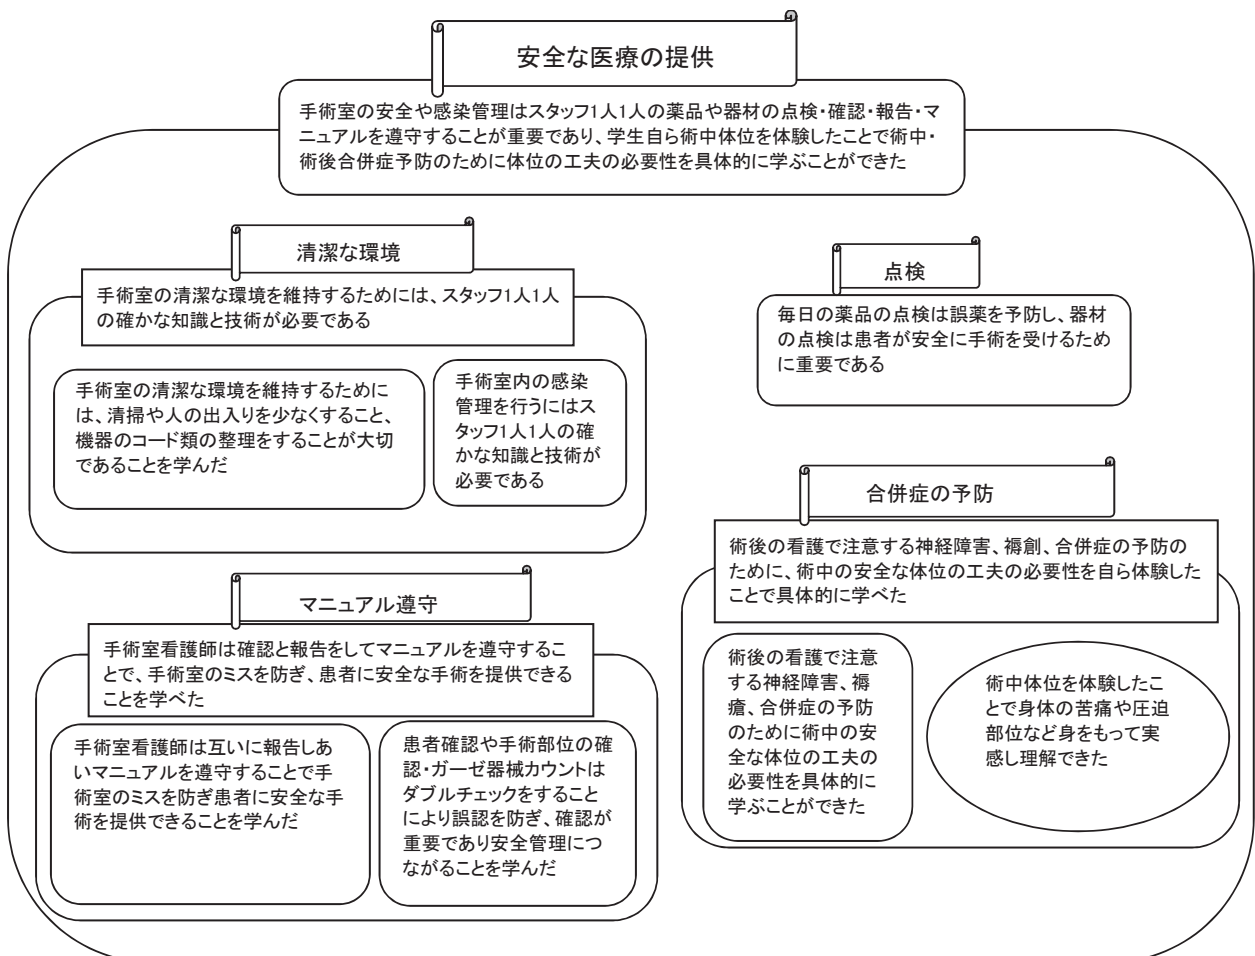 安全な医療の提供
手術室の安全や感染管理はスタッフ1人1人の薬品や器材の点検・確認・報告・マ
ニュアルを遵守することが重要であり、学生自ら術中体位を体験したことで術中・
術後合併症予防のために体位の工夫の必要性を具体的に学ぶことができた
清潔な環境
手術室の清潔な環境を維持するためには、スタッフ1人1人
の確かな知識と技術が必要である
手術室の清潔な環境を維持するために
は、清掃や人の出入りを少なくすること、
機器のコード類の整理をすることが大切
であることを学んだ
手術室内の感染
管理を行うにはス
タッフ1人1人の確
かな知識と技術が
必要である
点検
毎日の薬品の点検は誤薬を予防し、器材
の点検は患者が安全に手術を受けるため
に重要である
マニュアル遵守
手術室看護師は確認と報告をしてマニュアルを遵守するこ
とで、手術室のミスを防ぎ、患者に安全な手術を提供できる
ことを学べた
手術室看護師は互いに報告しあ
いマニュアルを遵守することで手
術室のミスを防ぎ患者に安全な手
術を提供できることを学んだ
患者確認や手術部位の確
認・ガーゼ器械カウントは
ダブルチェックをすること
により誤認を防ぎ、確認が
重要であり安全管理につ
ながることを学んだ
合併症の予防
術後の看護で注意する神経障害、褥創、合併症の予防の
ために、術中の安全な体位の工夫の必要性を自ら体験した
ことで具体的に学べた
術後の看護で注意
する神経障害、褥
瘡、合併症の予防
のために術中の安
全な体位の工夫の
必要性を具体的に
学ぶことができた
術中体位を体験したこ
とで身体の苦痛や圧迫
部位など身をもって実
感し理解できた